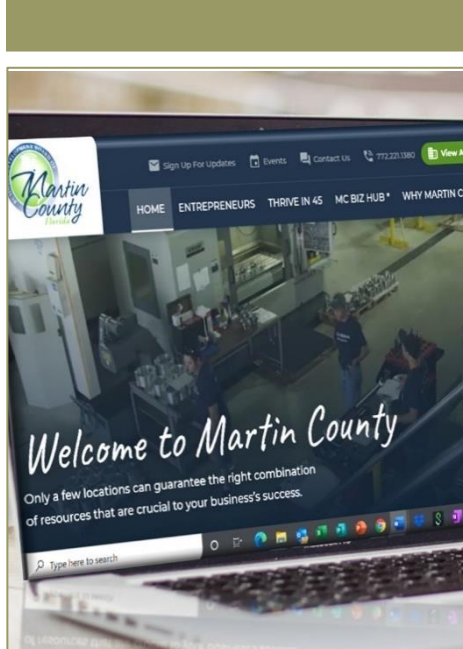 Martin
County
Florida
Sign Up For Updates Events Contact Us 772.221.1380 View A
HOME ENTREPRENEURS THRIVE IN 45 MC BIZ HUB* WHY MARTIN C
Welcome to Martin County
Only a few locations can guarantee the right combination
of resources that are crucial to your business's success.
Type here to search